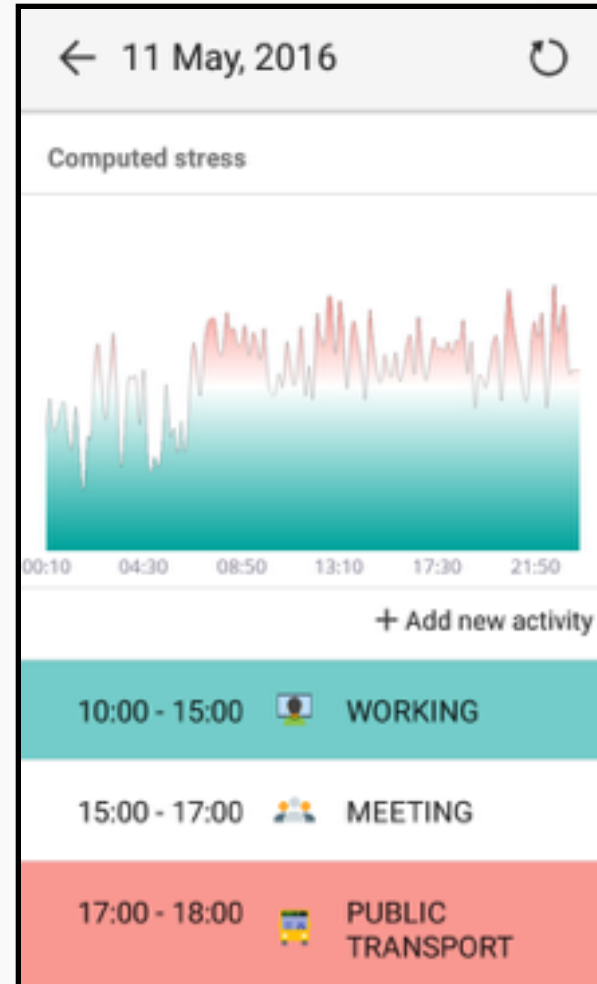 11 May, 2016
Computed stress
00:10 04:30 08:50 13:10 17:30 21:50
+ Add new activity
10:00 - 15:00 WORKING
15:00 - 17:00 MEETING
17:00 - 18:00 PUBLIC
TRANSPORT